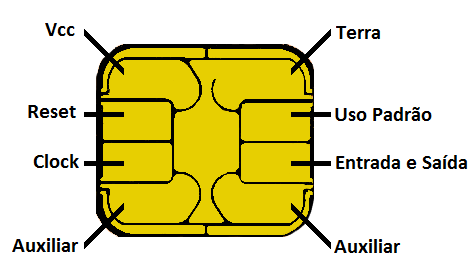 Vcc
Terra
Reset
Uso Padrão
Clock
Entrada e Saída
Auxiliar
Auxiliar